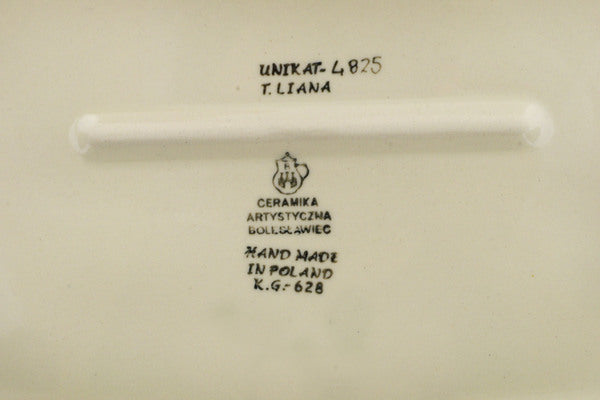 UNIKAT-4825
T. LIANA
B
CERAMIKA
ARTYSTYCZNA
BOLESŁAWIEC
HAND MADE
IN POLAND
K.G.-628